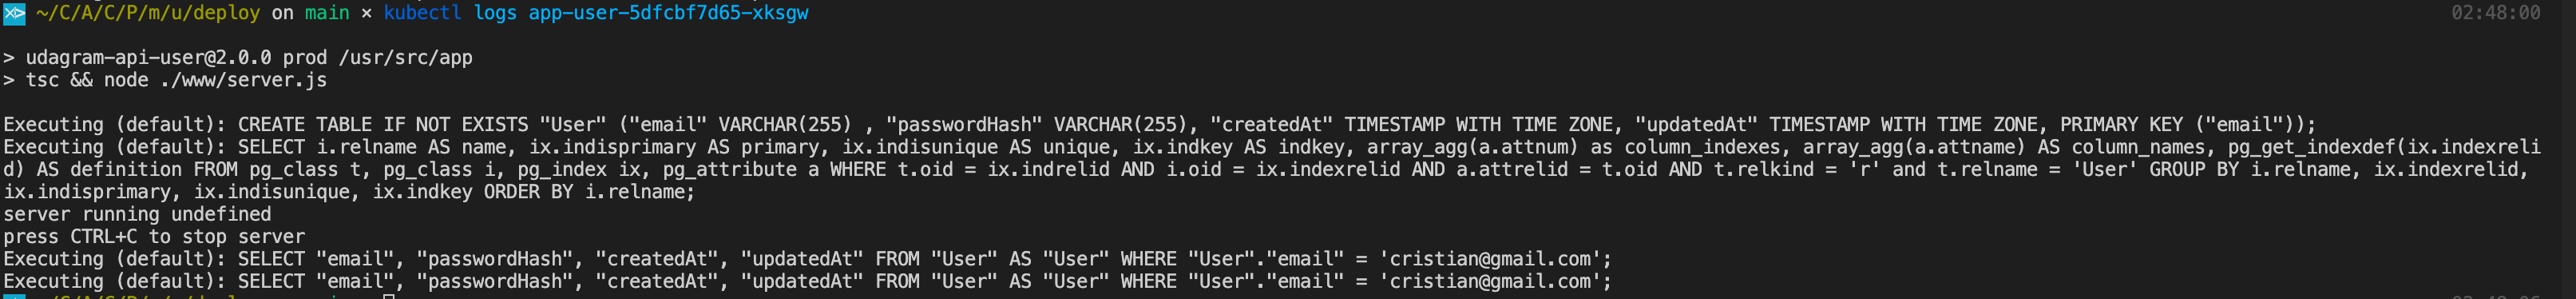 ~/C/A/C/P/m/u/deploy on main × kubectl logs app-user-5dfcbf7d65-xksgw 02:48:00
> udagram-api-user@2.0.0 prod /usr/src/app
> tsc && node ./www/server.js
Executing (default): CREATE TABLE IF NOT EXISTS "User" ("email" VARCHAR(255) , "passwordHash" VARCHAR(255), "createdAt" TIMESTAMP WITH TIME ZONE, "updatedAt" TIMESTAMP WITH TIME ZONE, PRIMARY KEY ("email"));
Executing (default): SELECT i.relname AS name, ix.indisprimary AS primary, ix.indisunique AS unique, ix.indkey AS indkey, array_agg(a.attnum) as column_indexes, array_agg(a.attname) AS column_names, pg_get_indexdef(ix.indexreli
d) AS definition FROM pg_class t, pg_class i, pg_index ix, pg_attribute a WHERE t.oid = ix.indrelid AND i.oid = ix.indexrelid AND a.attrelid = t.oid AND t.relkind = 'r' and t.relname = 'User' GROUP BY i.relname, ix.indexrelid,
ix.indisprimary, ix.indisunique, ix.indkey ORDER BY i.relname;
server running undefined
press CTRL+C to stop server
Executing (default): SELECT "email", "passwordHash", "createdAt", "updatedAt" FROM "User" AS "User" WHERE "User"."email" = 'cristian@gmail.com';
Executing (default): SELECT "email", "passwordHash", "createdAt", "updatedAt" FROM "User" AS "User" WHERE "User"."email" = 'cristian@gmail.com';